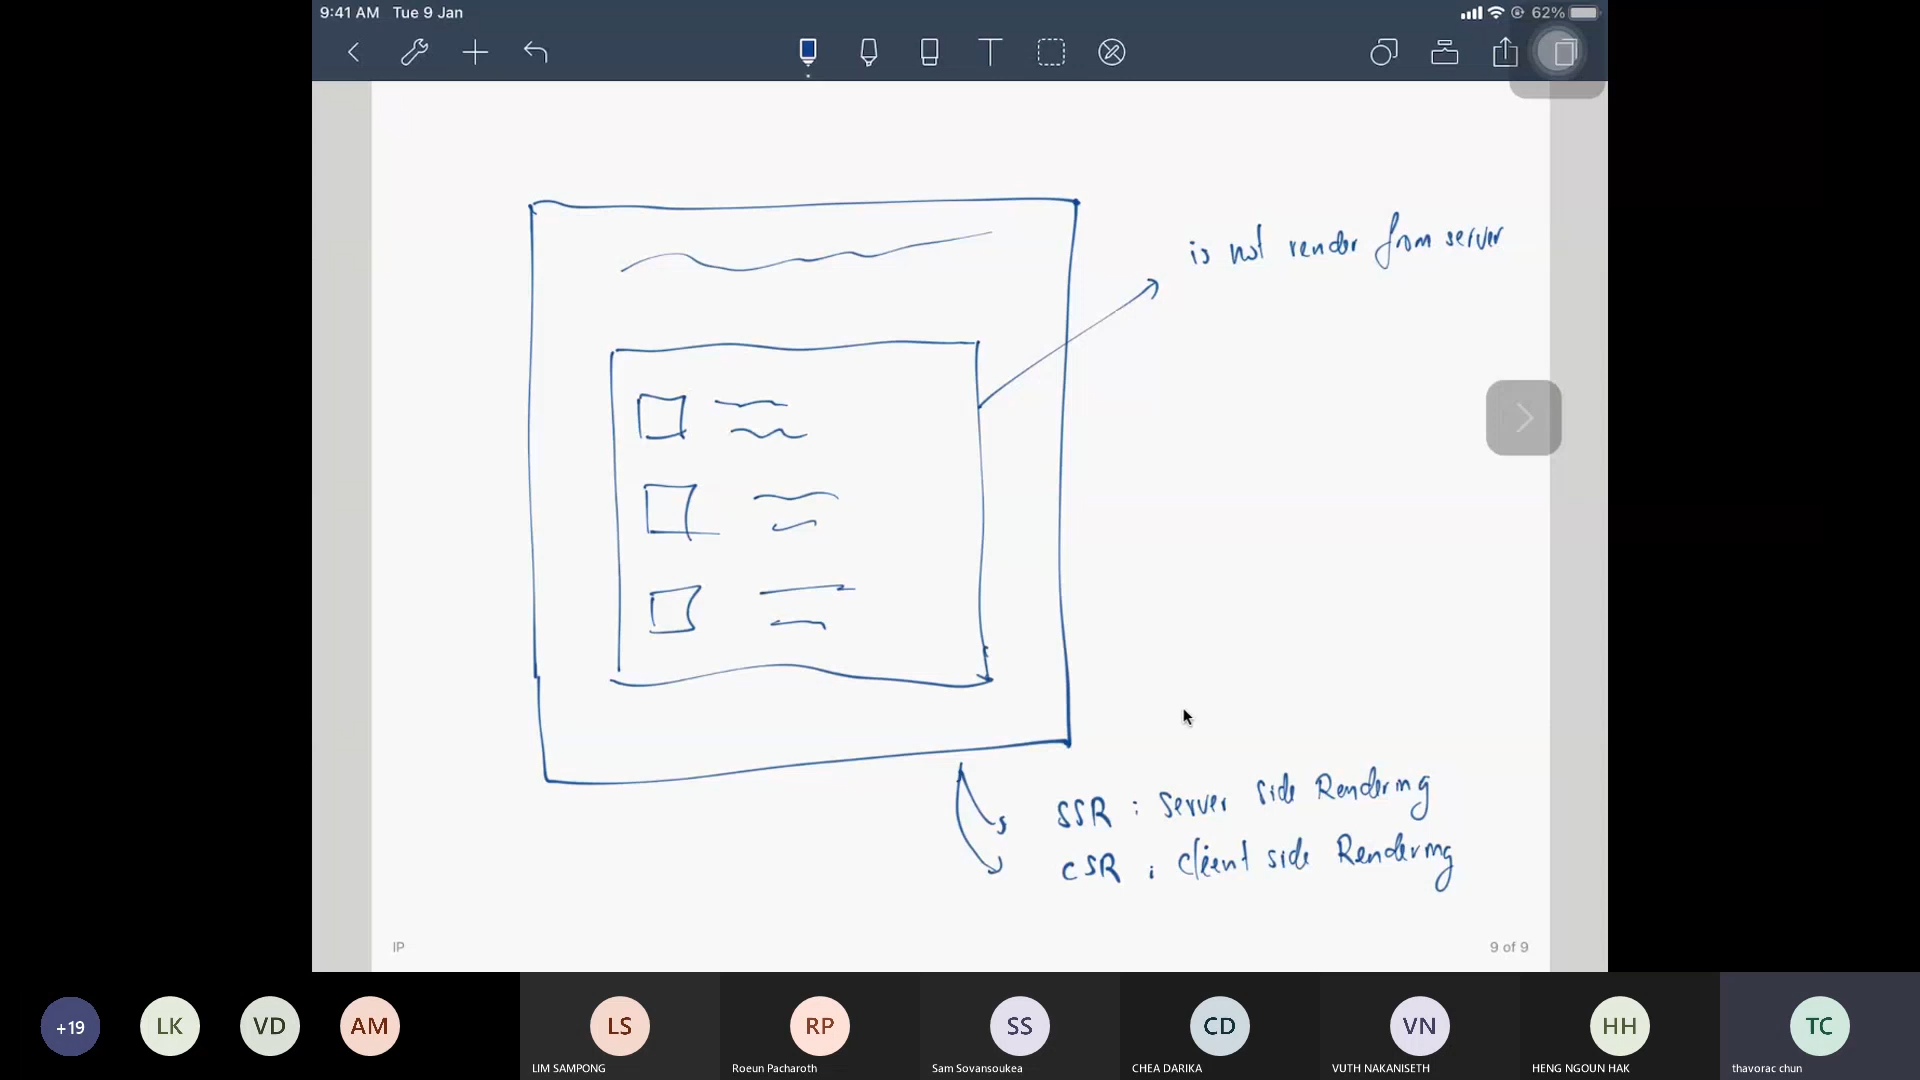 9:41 AM Tue 9 Jan
62%
is not render from server
SSR : Server side Rendering
CSR : Client side Rendering
IP
9 of 9
+19
LK
VD
AM
LS
RP
SS
CD
VN
HH
TC
LIM SAMPONG
Roeun Pacharoth
Sam Sovansoukea
CHEA DARIKA
VUTH NAKANISETH
HENG NGOUN HAK
thavorac chun